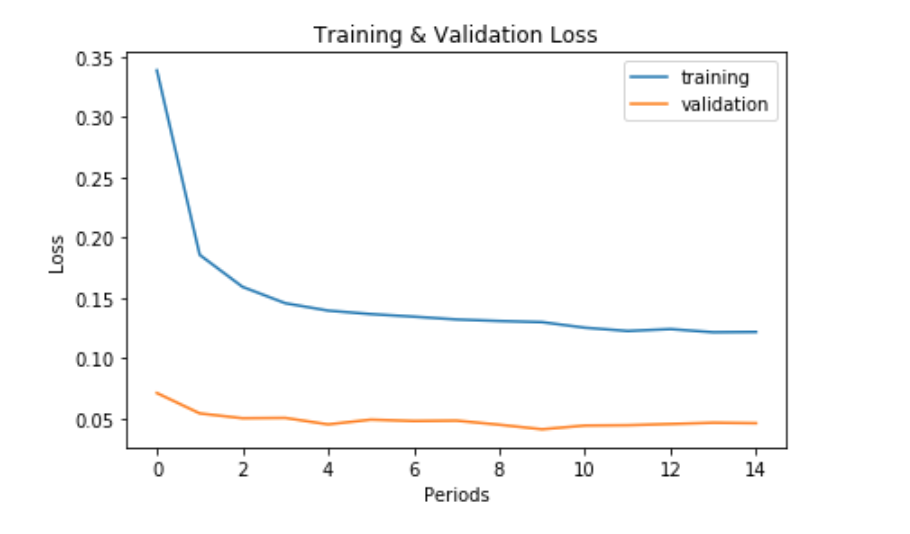 Training & Validation Loss
training
validation
0.35
0.30
0.25
0.20
0.15
0.10
0.05
Loss
0 2 4 6 8 10 12 14
Periods